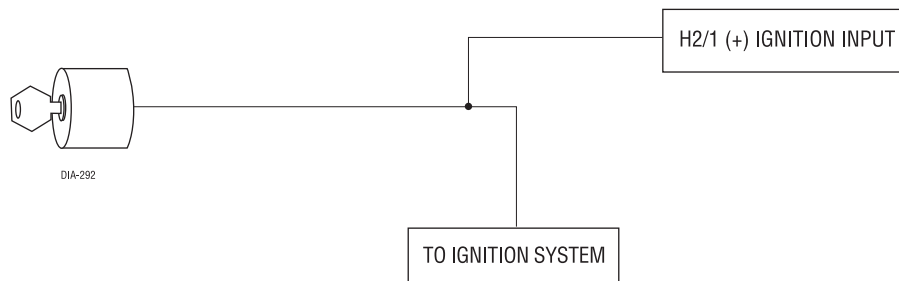 H2/1 (+) IGNITION INPUT
DIA-292
TO IGNITION SYSTEM